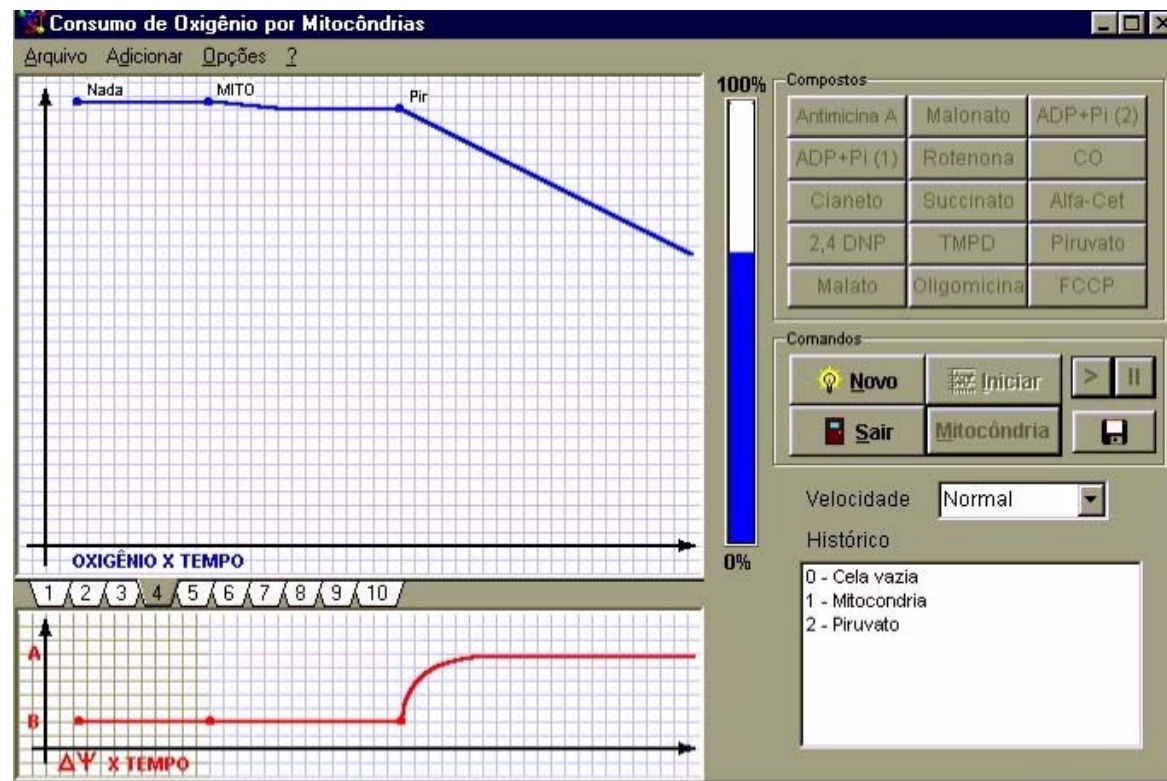 Consumo de Oxigênio por Mitocôndrias
Arquivo Adicionar Opções ?
Nada MITO Pir
OXIGÊNIO X TEMPO
1 2 3 4 5 6 7 8 9 10
A
B
ΔΨ X TEMPO
100%
0%
Compostos
Antimicina A Malonato ADP+Pi (2)
ADP+Pi (1) Rotenona CO
Cianeto Succinato Alfa-Cet
2,4 DNP TMPD Piruvato
Malato Oligomicina FCCP
Comandos
Novo Iniciar > II
Sair Mitocôndria
Velocidade Normal
Histórico
0 - Cela vazia
1 - Mitocondria
2 - Piruvato